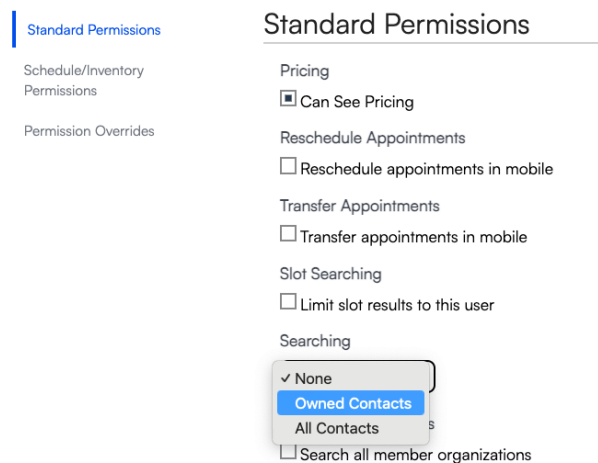 Standard Permissions
Schedule/Inventory
Permissions
Permission Overrides
Standard Permissions
Pricing
Can See Pricing
Reschedule Appointments
Reschedule appointments in mobile
Transfer Appointments
Transfer appointments in mobile
Slot Searching
Limit slot results to this user
Searching
✓ None
Owned Contacts
All Contacts
Search all member organizations